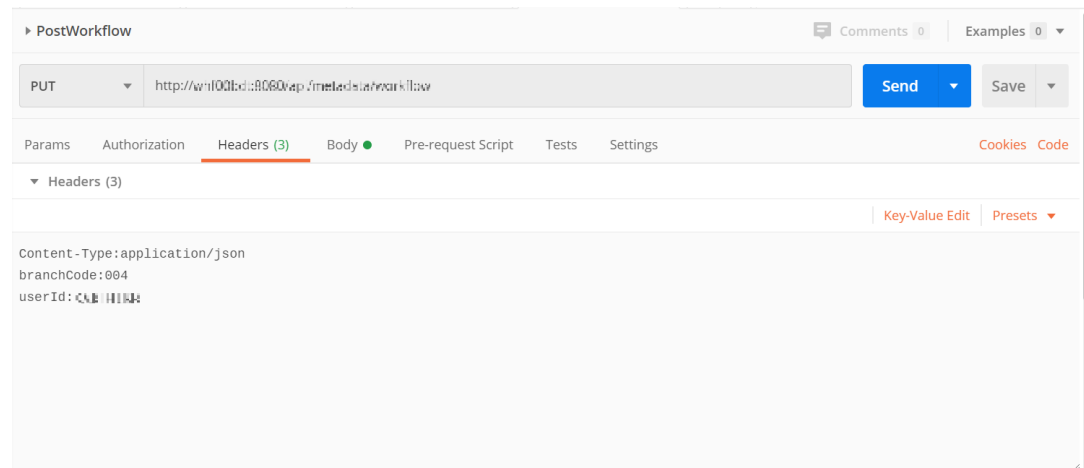 PostWorkflow
Comments 0 Examples 0
PUT http:// Send Save
Params Authorization Headers (3) Body Pre-request Script Tests Settings Cookies Code
Headers (3)
Key-Value Edit Presets
Content-Type:application/json
branchCode:004
userId: